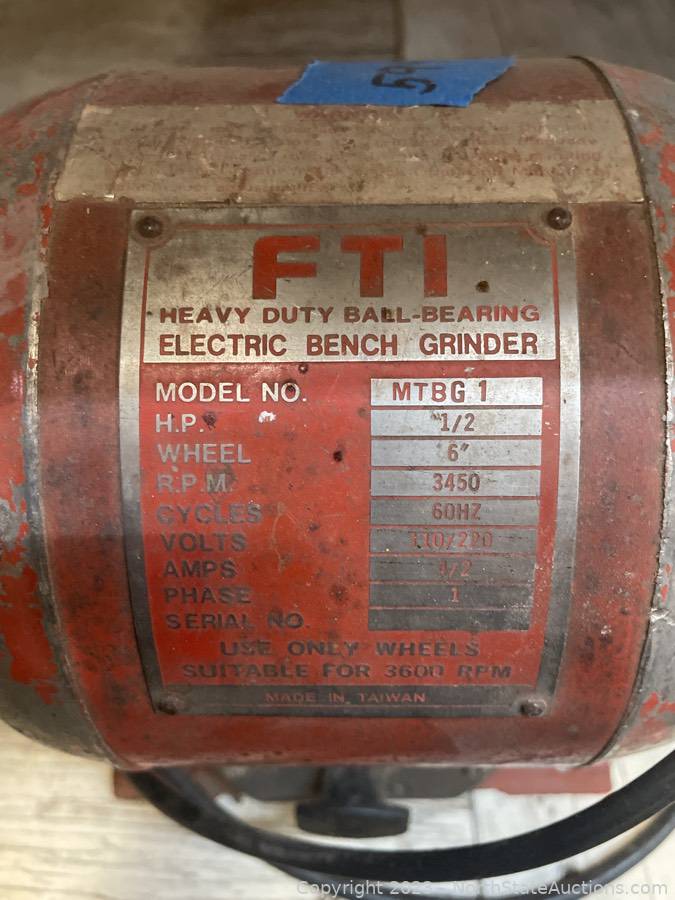 FTI
HEAVY DUTY BALL-BEARING
ELECTRIC BENCH GRINDER
MODEL NO. MTBG 1
H.P. 1/2
WHEEL 6"
R.P.M. 3450
CYCLES 60HZ
VOLTS 110/220
AMPS 4/2
PHASE 1
SERIAL NO.
USE ONLY WHEELS
SUITABLE FOR 3600 RPM
MADE IN TAIWAN
Copyright 2023 - NorthStateAuctions.com